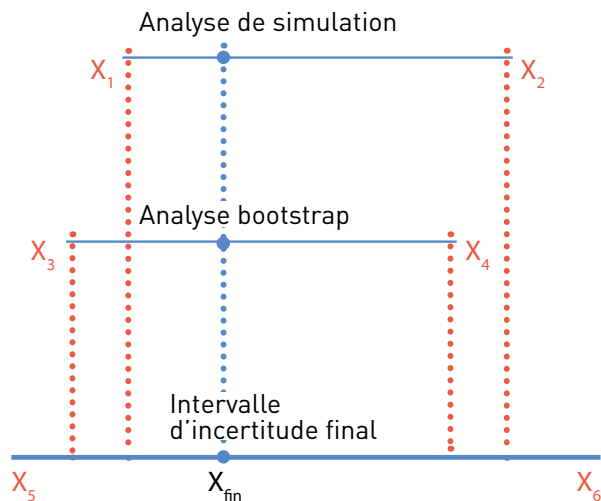 Analyse de simulation
X1
X2
Analyse bootstrap
X3
X4
Intervalle
d'incertitude final
X5
Xfin
X6